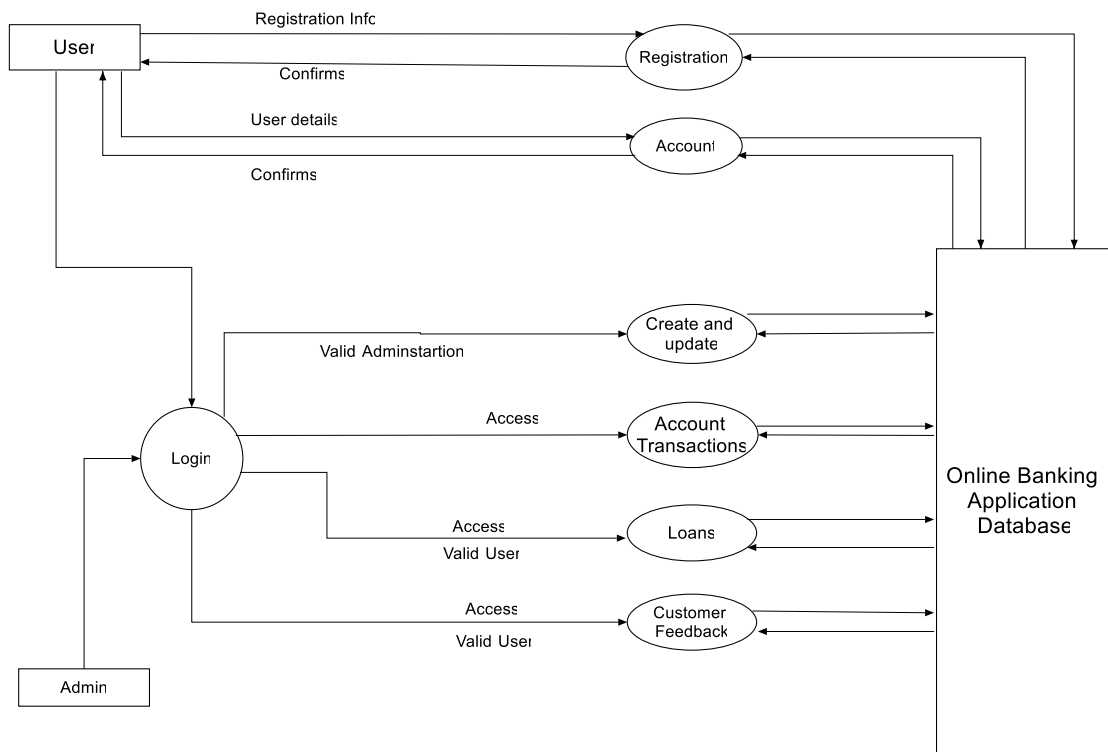 Registration Info
User
Registration
Confirms
User details
Account
Confirms
Create and
update
Valid Adminstartion
Access
Account
Transactions
Login
Online Banking
Application
Database
Access
Loans
Valid User
Access
Customer
Feedback
Valid User
Admin